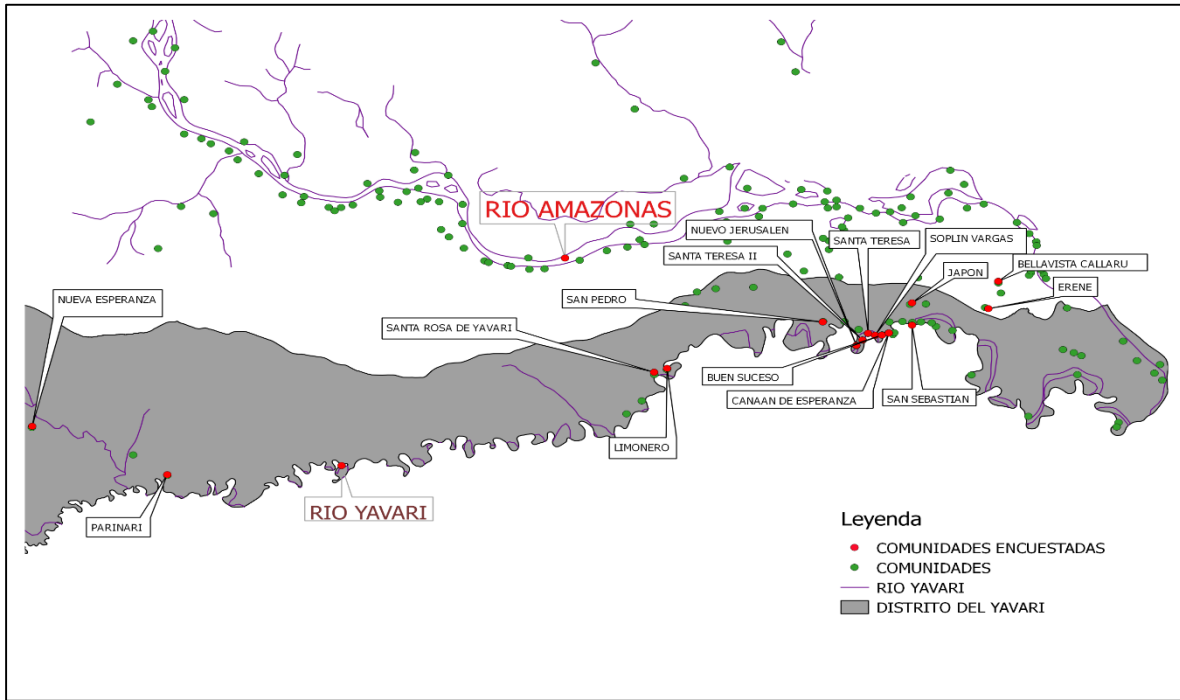 RIO AMAZONAS
NUEVO JERUSALEN
SANTA TERESA
SOPLIN VARGAS
SANTA TERESA II
JAPON
BELLAVISTA CALLARU
ERENE
SAN PEDRO
NUEVA ESPERANZA
SANTA ROSA DE YAVARI
BUEN SUCESO
CANAAN DE ESPERANZA
SAN SEBASTIAN
LIMONERO
RIO YAVARI
PARINARI
Leyenda
COMUNIDADES ENCUESTADAS
COMUNIDADES
RIO YAVARI
DISTRITO DEL YAVARI